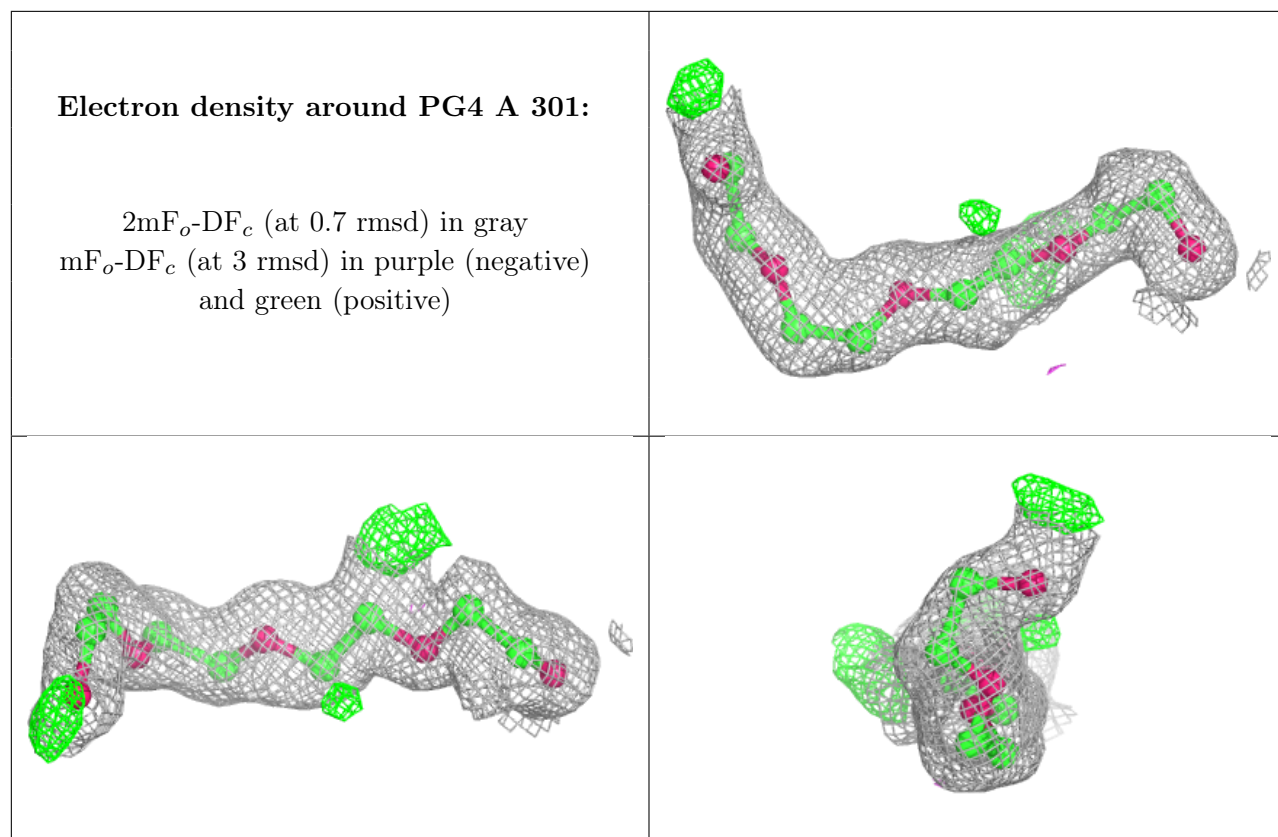 Electron density around PG4 A 301:
2mFo-DFc (at 0.7 rmsd) in gray
mFo-DFc (at 3 rmsd) in purple (negative)
and green (positive)